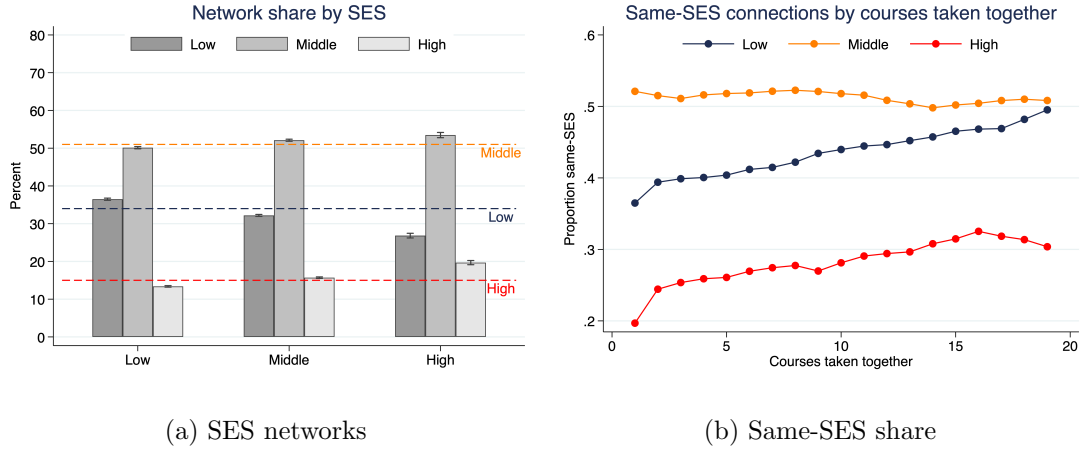 Network share by SES
Low Middle High
Percent
80
70
60
50
40
30
20
10
0
Middle
Low
High
Low Middle High
(a) SES networks
Same-SES connections by courses taken together
Low Middle High
Proportion same-SES
.6
.5
.4
.3
.2
0 5 10 15 20
Courses taken together
(b) Same-SES share